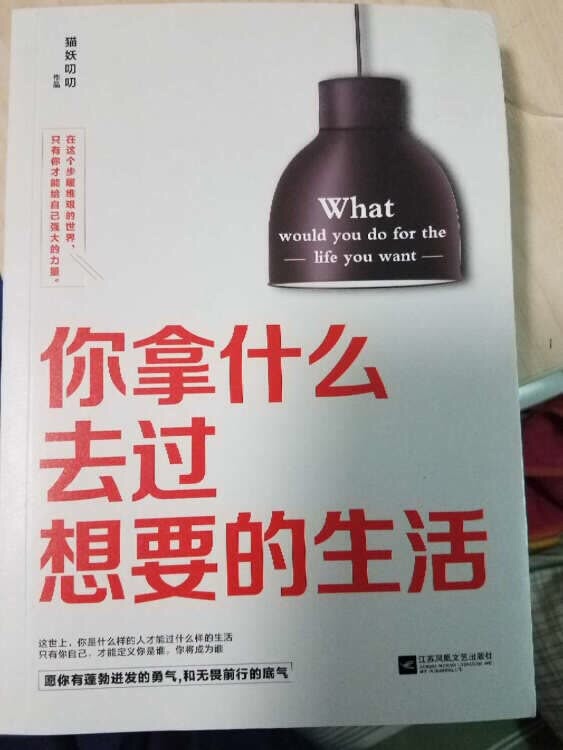 猫妖叨叨
作品
在这个步履维艰的世界，
只有你才能给自己强大的力量。
What
would you do for the
life you want
你拿什么
去过
想要的生活
这世上，你是什么样的人才能过什么样的生活
只有你自己，才能定义你是谁，你将成为谁
愿你有蓬勃迸发的勇气,和无畏前行的底气
江苏凤凰文艺出版社